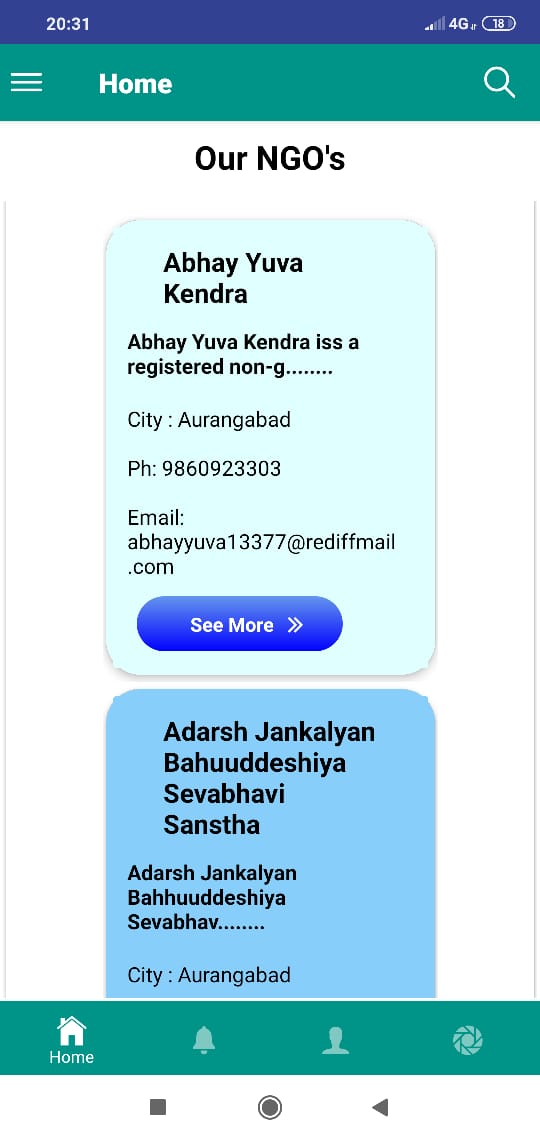 20:31
4G
18
Home
Our NGO's
Abhay Yuva
Kendra
Abhay Yuva Kendra iss a
registered non-g........
City : Aurangabad
Ph: 9860923303
Email:
abhayyuva13377@rediffmail
.com
See More
Adarsh Jankalyan
Bahuuddeshiya
Sevabhavi
Sanstha
Adarsh Jankalyan
Bahhuuddeshiya
Sevabhav........
City : Aurangabad
Home